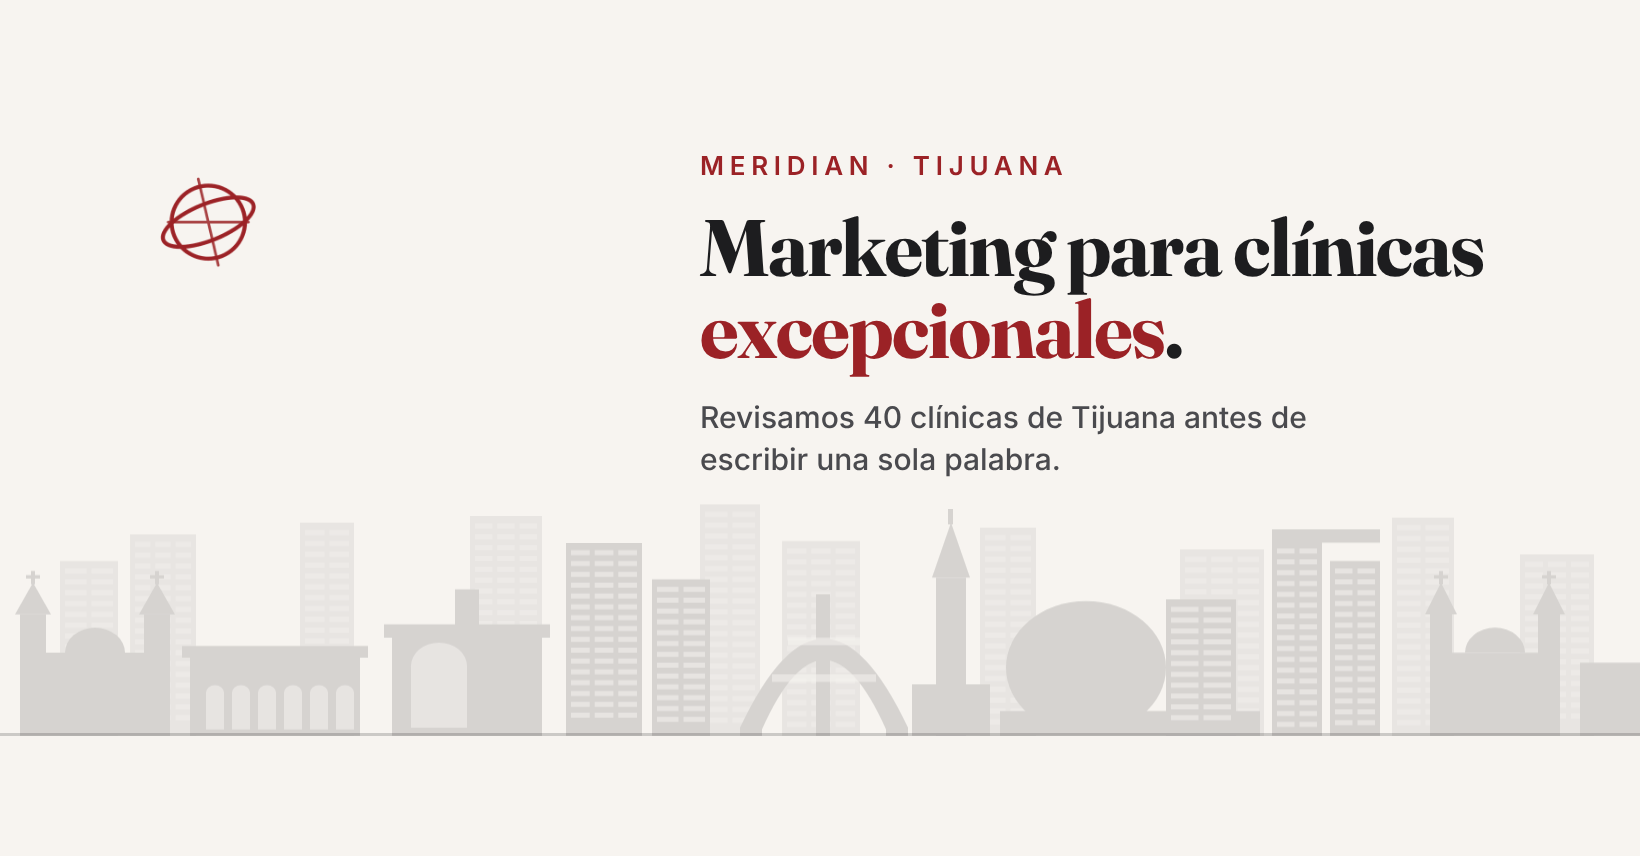 MERIDIAN · TIJUANA
Marketing para clínicas
excepcionales.
Revisamos 40 clínicas de Tijuana antes de
escribir una sola palabra.